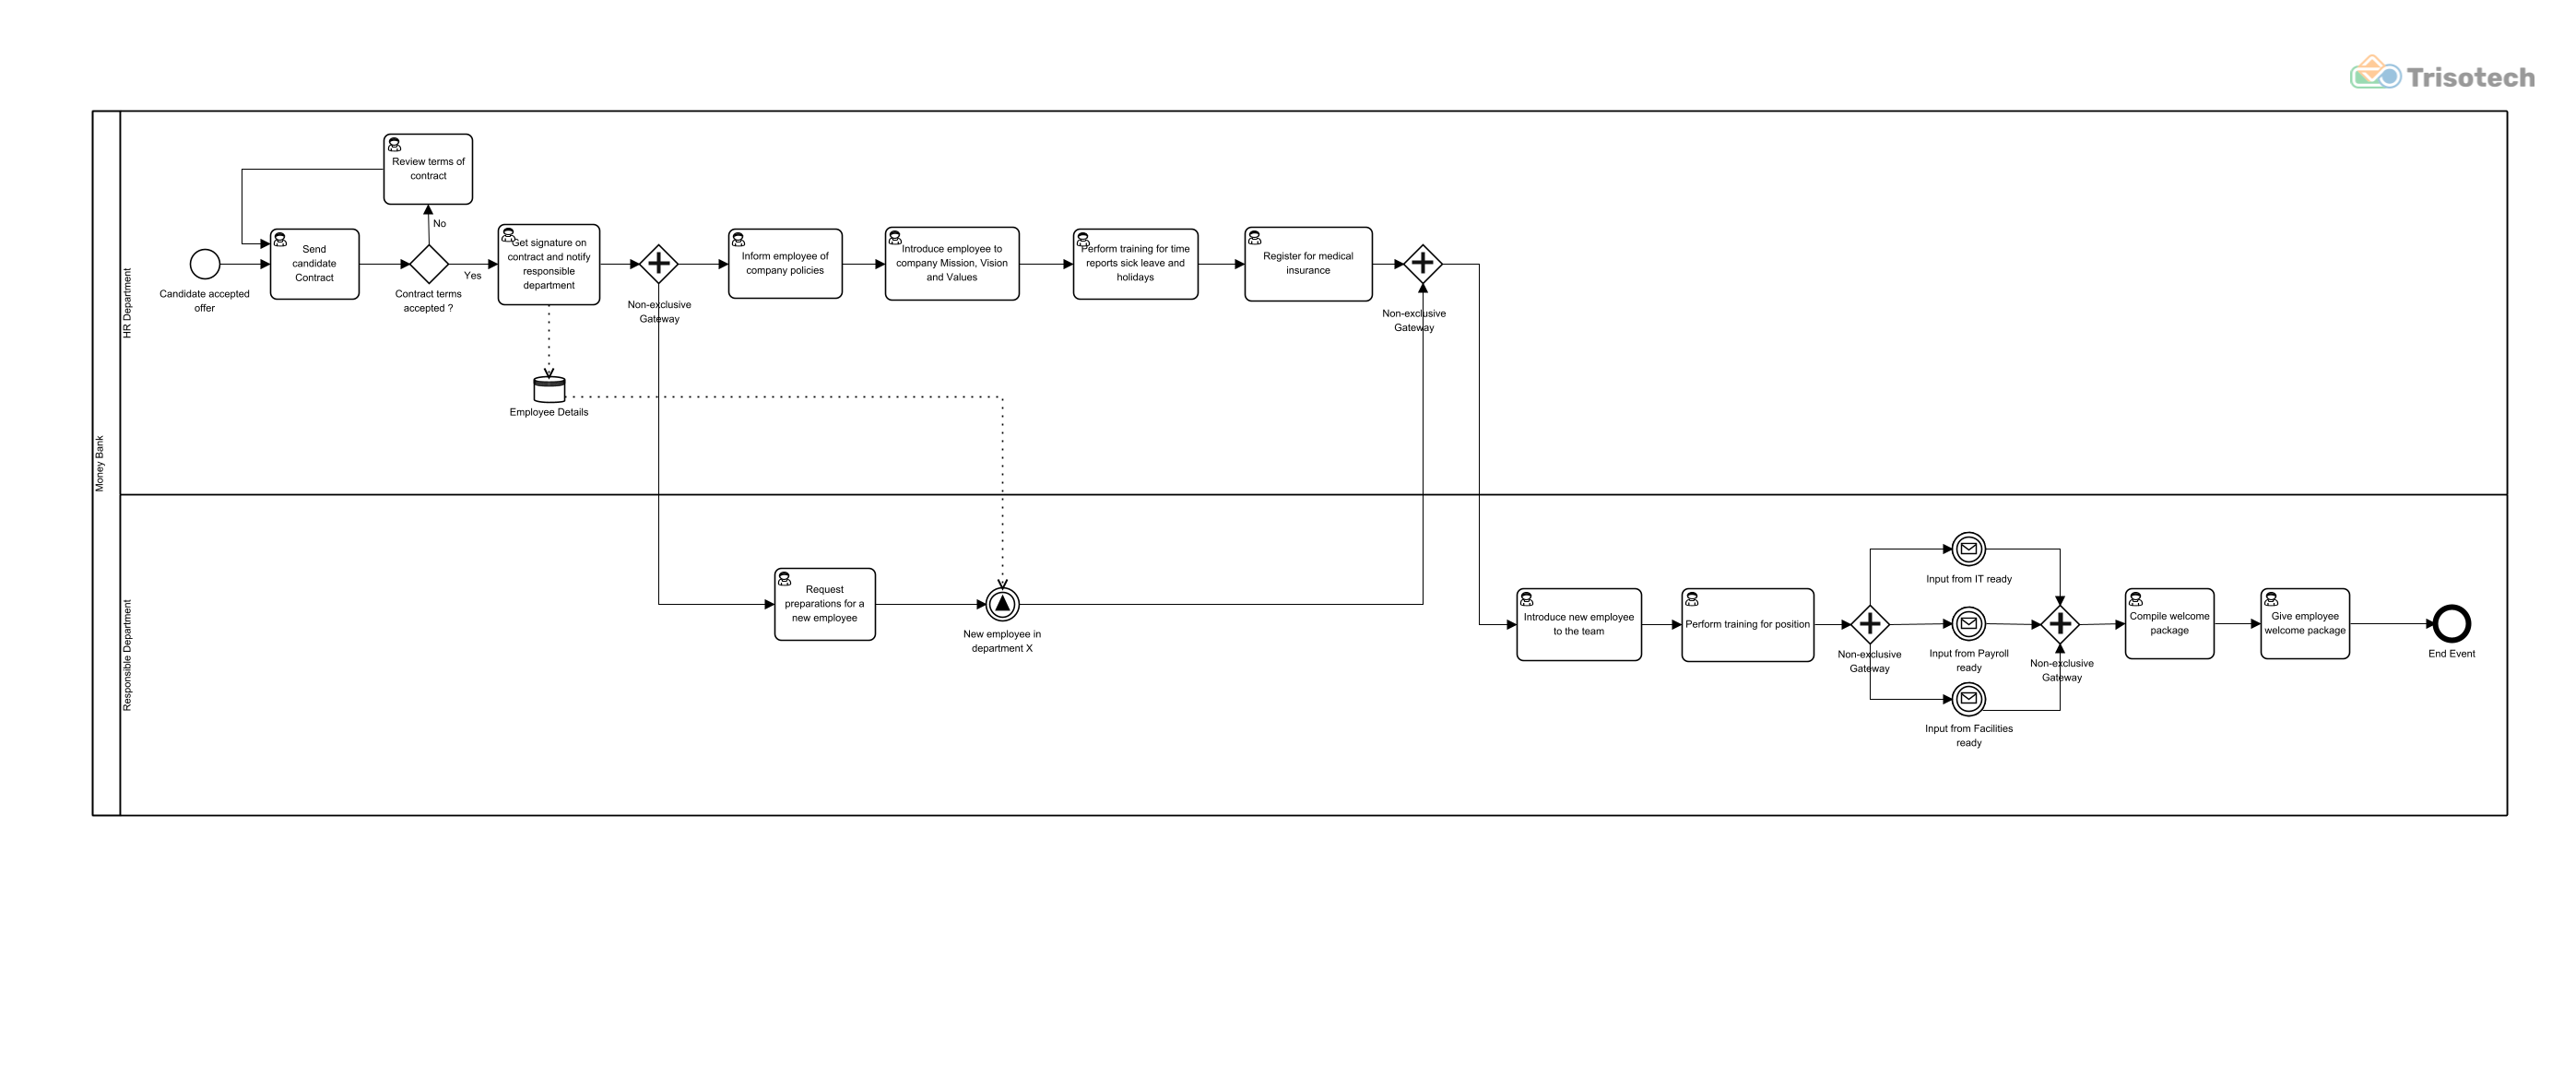 Trisotech
Money Bank
HR Department
Review terms of
contract
No
Candidate accepted
offer
Send
candidate
Contract
Contract terms
accepted ?
Yes
Get signature on
contract and notify
responsible
department
Non-exclusive
Gateway
Inform employee of
company policies
Introduce employee to
company Mission, Vision
and Values
Perform training for time
reports sick leave and
holidays
Register for medical
insurance
Non-exclusive
Gateway
Employee Details
Responsible Department
Request
preparations for a
new employee
New employee in
department X
Introduce new employee
to the team
Perform training for position
Non-exclusive
Gateway
Input from IT ready
Input from Payroll
ready
Input from Facilities
ready
Non-exclusive
Gateway
Compile welcome
package
Give employee
welcome package
End Event